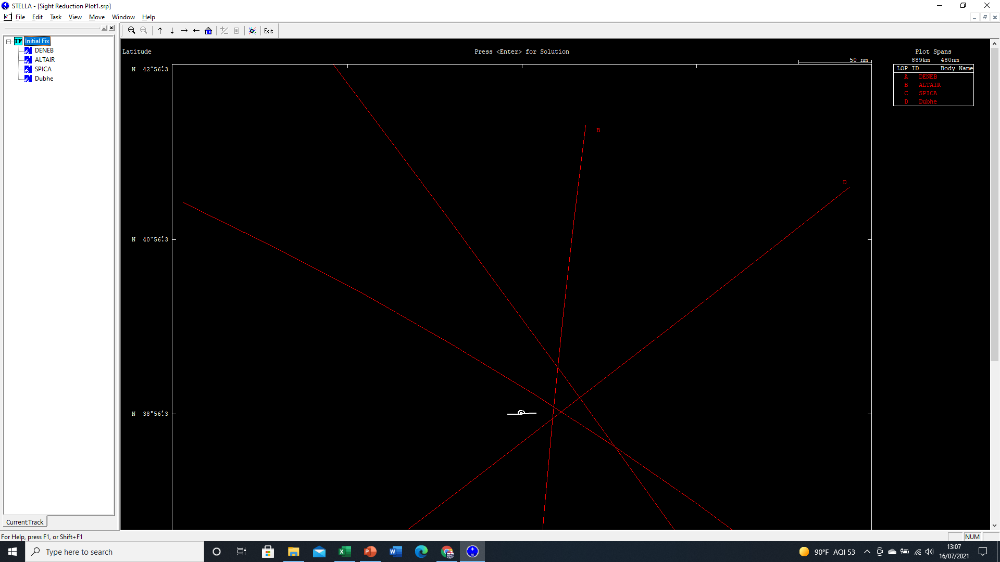 STELLA - [Sight Reduction Plot1.srp]
File Edit Task View Move Window Help
Exit
IF Initial Fix
DENEB
ALTAIR
SPICA
Dubhe
CurrentTrack
Latitude
Press <Enter> for Solution
Plot Spans
50 nm
889km 480nm
LOP ID Body Name
A DENEB
B ALTAIR
C SPICA
D Dubhe
N 42°56.'3
B
D
N 40°56.'3
N 38°56.'3
For Help, press F1, or Shift+F1
NUM
Type here to search
90°F AQI 53
13:07
16/07/2021